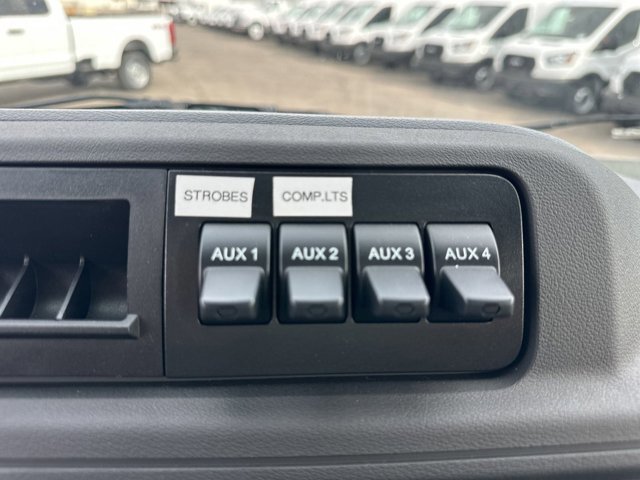 STROBES
COMP.LTS
AUX 1
AUX 2
AUX 3
AUX 4